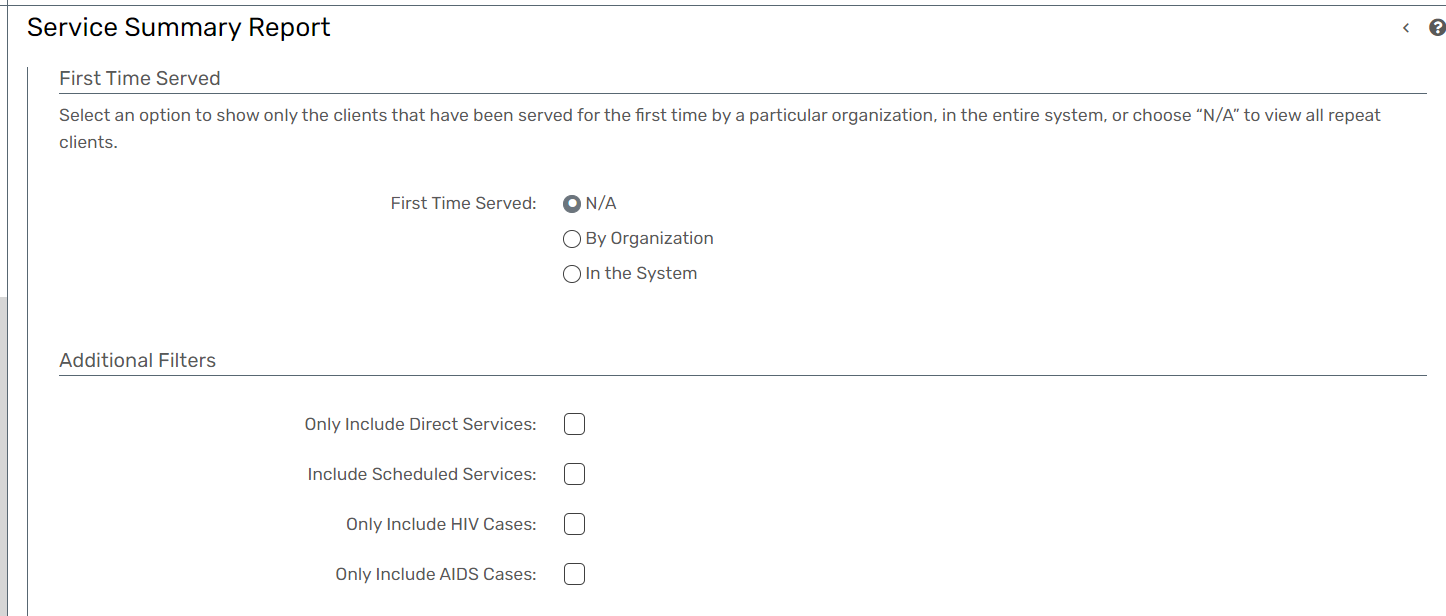 Service Summary Report
First Time Served
Select an option to show only the clients that have been served for the first time by a particular organization, in the entire system, or choose “N/A” to view all repeat
clients.
First Time Served: N/A
By Organization
In the System
Additional Filters
Only Include Direct Services:
Include Scheduled Services:
Only Include HIV Cases:
Only Include AIDS Cases: